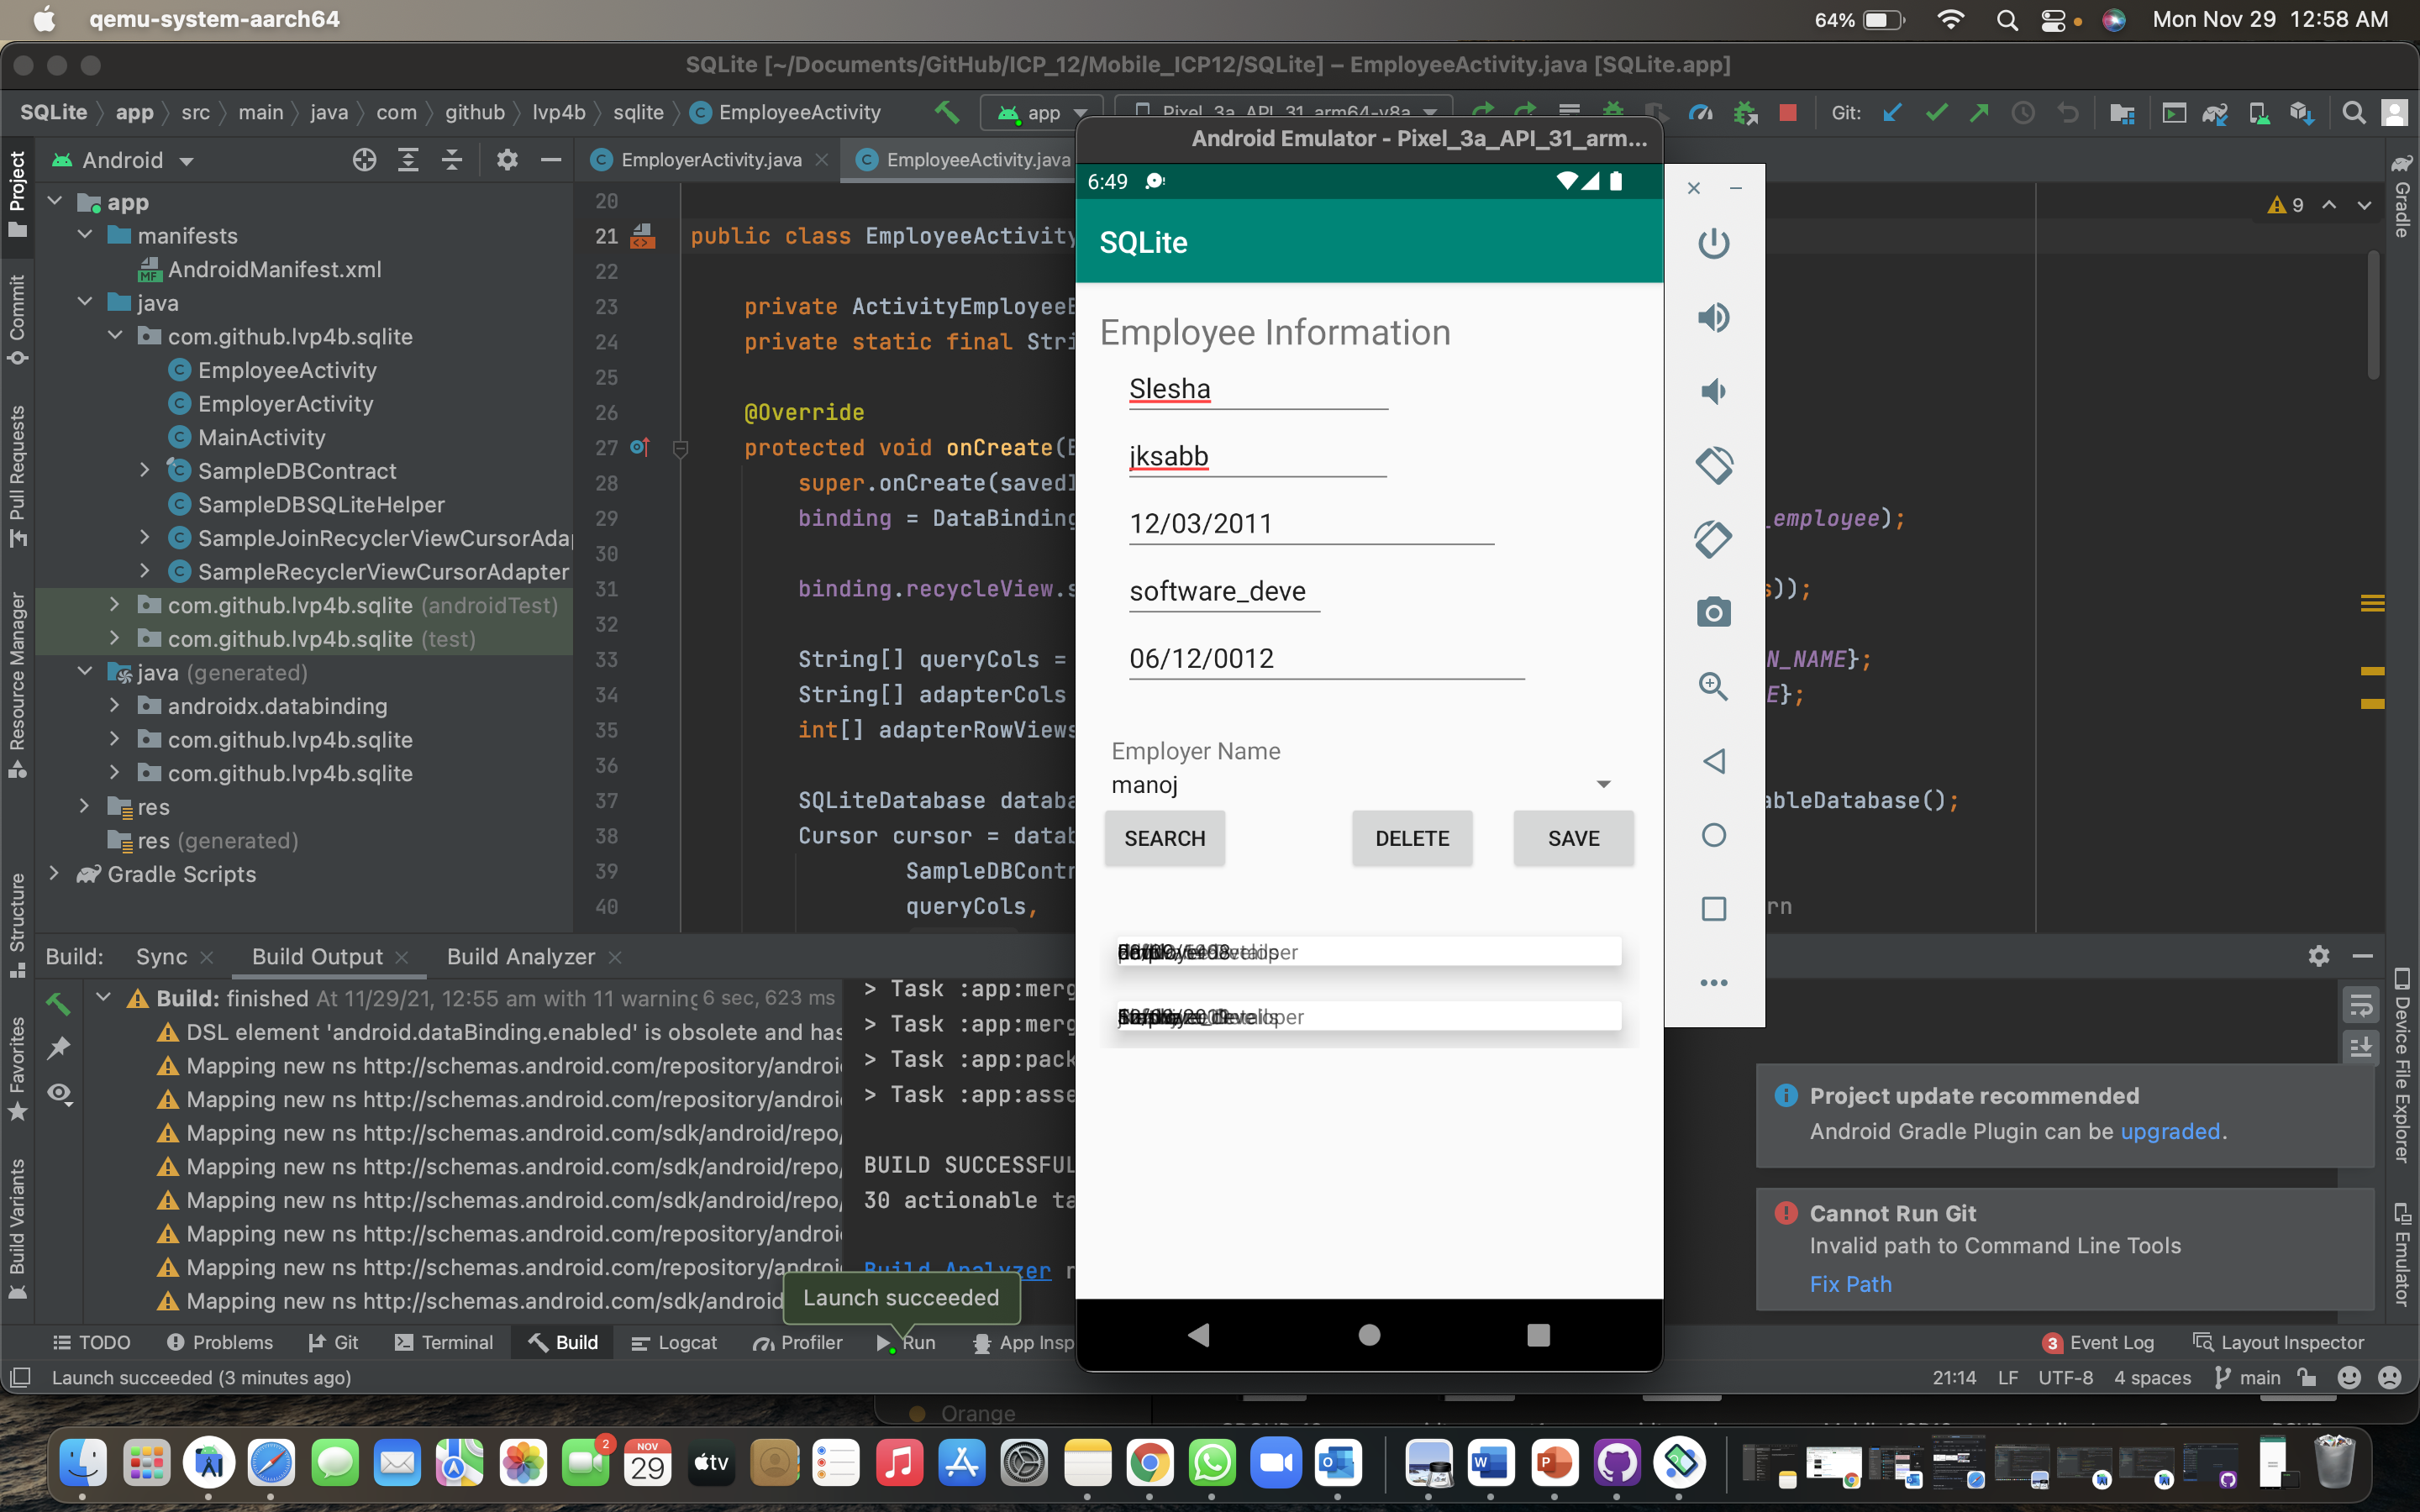 qemu-system-aarch64
64%
Mon Nov 29 12:58 AM
SQLite [~/Documents/GitHub/ICP_12/Mobile_ICP12/SQLite] – EmployeeActivity.java [SQLite.app]
SQLite app src main java com github lvp4b sqlite EmployeeActivity
app
Pixel_3a_API_31_arm64-v8a
Git:
Android
EmployerActivity.java
EmployeeActivity.java
Project
Commit
Pull Requests
Resource Manager
Structure
Favorites
Build Variants
app
manifests
AndroidManifest.xml
java
com.github.lvp4b.sqlite
EmployeeActivity
EmployerActivity
MainActivity
SampleDBContract
SampleDBSQLiteHelper
SampleJoinRecyclerViewCursorAda
SampleRecyclerViewCursorAdapter
com.github.lvp4b.sqlite (androidTest)
com.github.lvp4b.sqlite (test)
java (generated)
androidx.databinding
com.github.lvp4b.sqlite
com.github.lvp4b.sqlite
res
res (generated)
Gradle Scripts
20
21 public class EmployeeActivity
22
23 private ActivityEmployeeB
24 private static final Stri
25
26 @Override
27 protected void onCreate(B
28 super.onCreate(savedI
29 binding = DataBinding
_employee);
30
31 binding.recycleView.s
s));
32
33 String[] queryCols =
N_NAME};
34 String[] adapterCols
E};
35 int[] adapterRowViews
36
37 SQLiteDatabase databa
ableDatabase();
38 Cursor cursor = datab
39 SampleDBContr
40 queryCols,
rn
9
Gradle
Device File Explorer
Emulator
Android Emulator - Pixel_3a_API_31_arm...
6:49
SQLite
Employee Information
Slesha
jksabb
12/03/2011
software_deve
06/12/0012
Employer Name
manoj
SEARCH
DELETE
SAVE
Build:
Sync
Build Output
Build Analyzer
Build: finished At 11/29/21, 12:55 am with 11 warning 6 sec, 623 ms
DSL element 'android.dataBinding.enabled' is obsolete and has
Mapping new ns http://schemas.android.com/repository/androi
Mapping new ns http://schemas.android.com/repository/androi
Mapping new ns http://schemas.android.com/sdk/android/repo/
Mapping new ns http://schemas.android.com/sdk/android/repo/
Mapping new ns http://schemas.android.com/sdk/android/repo/
Mapping new ns http://schemas.android.com/repository/androi
Mapping new ns http://schemas.android.com/repository/androi
Mapping new ns http://schemas.android.com/sdk/android
> Task :app:merg
> Task :app:merg
> Task :app:pack
> Task :app:asse
BUILD SUCCESSFUL
30 actionable ta
Build Analyzer r
Launch succeeded
Project update recommended
Android Gradle Plugin can be upgraded.
Cannot Run Git
Invalid path to Command Line Tools
Fix Path
TODO
Problems
Git
Terminal
Build
Logcat
Profiler
Run
App Insp
3 Event Log
Layout Inspector
Launch succeeded (3 minutes ago)
21:14 LF UTF-8 4 spaces main
Orange
2
NOV
29
tv